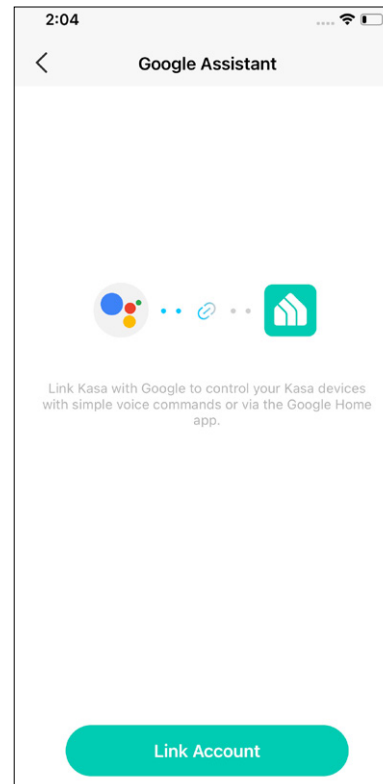 2:04
Google Assistant
Link Kasa with Google to control your Kasa devices
with simple voice commands or via the Google Home
app.
Link Account